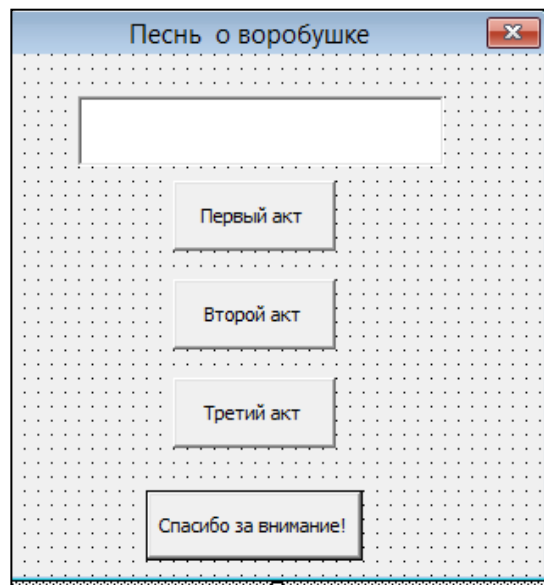 Песнь о воробушке
Первый акт
Второй акт
Третий акт
Спасибо за внимание!